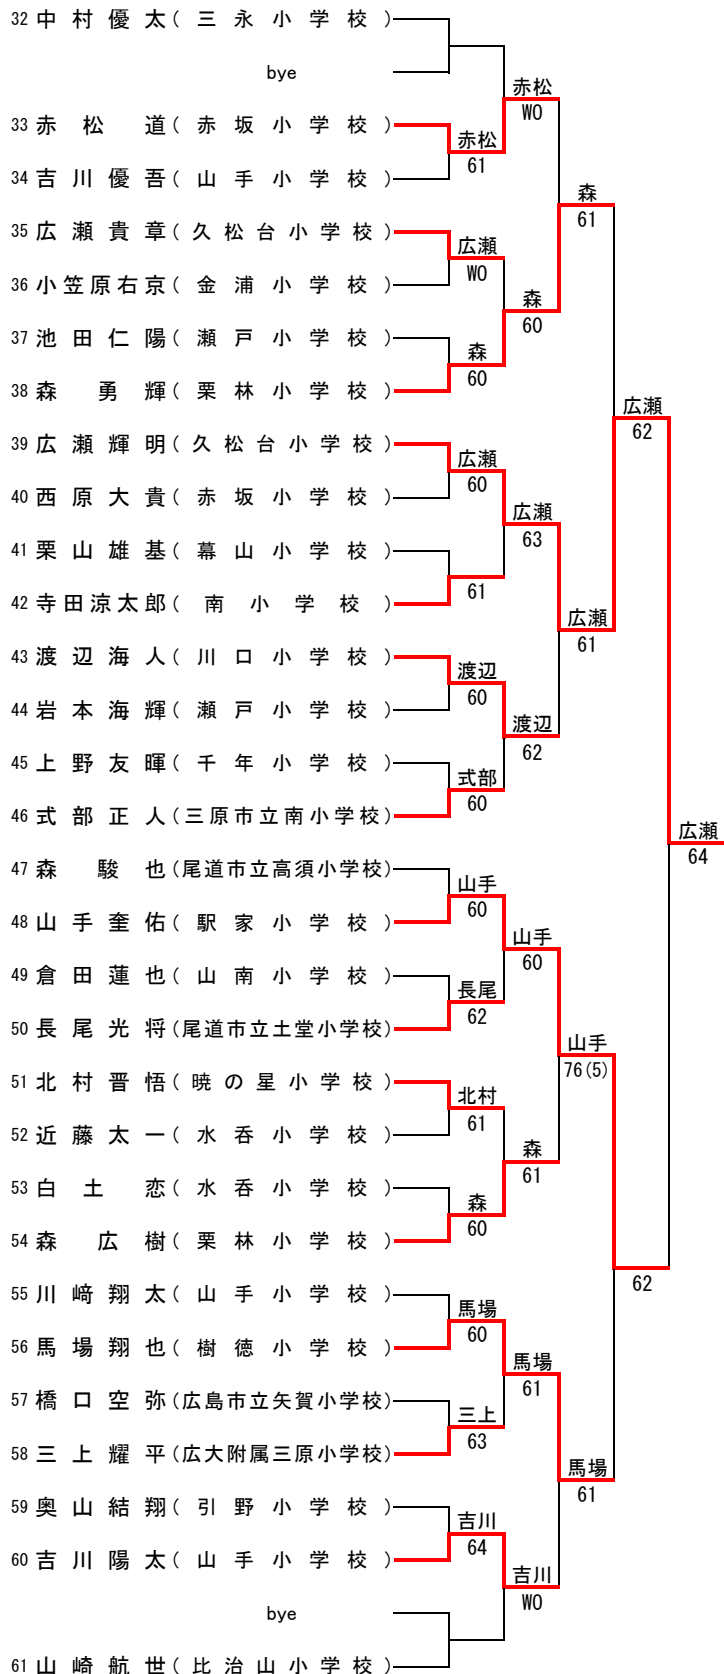 32 中村優太(三永小学校)
bye
赤松
WO
33 赤松道(赤坂小学校)
赤松
61
34 吉川優吾(山手小学校)
森
61
35 広瀬貴章(久松台小学校)
広瀬
WO
36 小笠原右京(金浦小学校)
森
60
37 池田仁陽(瀬戸小学校)
森
60
38 森勇輝(栗林小学校)
広瀬
62
39 広瀬輝明(久松台小学校)
広瀬
60
40 西原大貴(赤坂小学校)
広瀬
63
41 栗山雄基(幕山小学校)
61
42 寺田涼太郎(南小学校)
広瀬
61
43 渡辺海人(川口小学校)
渡辺
60
44 岩本海輝(瀬戸小学校)
渡辺
62
45 上野友暉(千年小学校)
式部
60
46 式部正人(三原市立南小学校)
広瀬
64
47 森駿也(尾道市立高須小学校)
山手
60
48 山手奎佑(駅家小学校)
山手
60
49 倉田蓮也(山南小学校)
長尾
62
50 長尾光将(尾道市立土堂小学校)
山手
76(5)
51 北村晋悟(暁の星小学校)
北村
61
52 近藤太一(水呑小学校)
森
61
53 白土恋(水呑小学校)
森
60
54 森広樹(栗林小学校)
62
55 川﨑翔太(山手小学校)
馬場
60
56 馬場翔也(樹徳小学校)
馬場
61
57 橋口空弥(広島市立矢賀小学校)
三上
63
58 三上耀平(広大附属三原小学校)
馬場
61
59 奥山結翔(引野小学校)
吉川
64
60 吉川陽太(山手小学校)
吉川
WO
bye
61 山崎航世(比治山小学校)